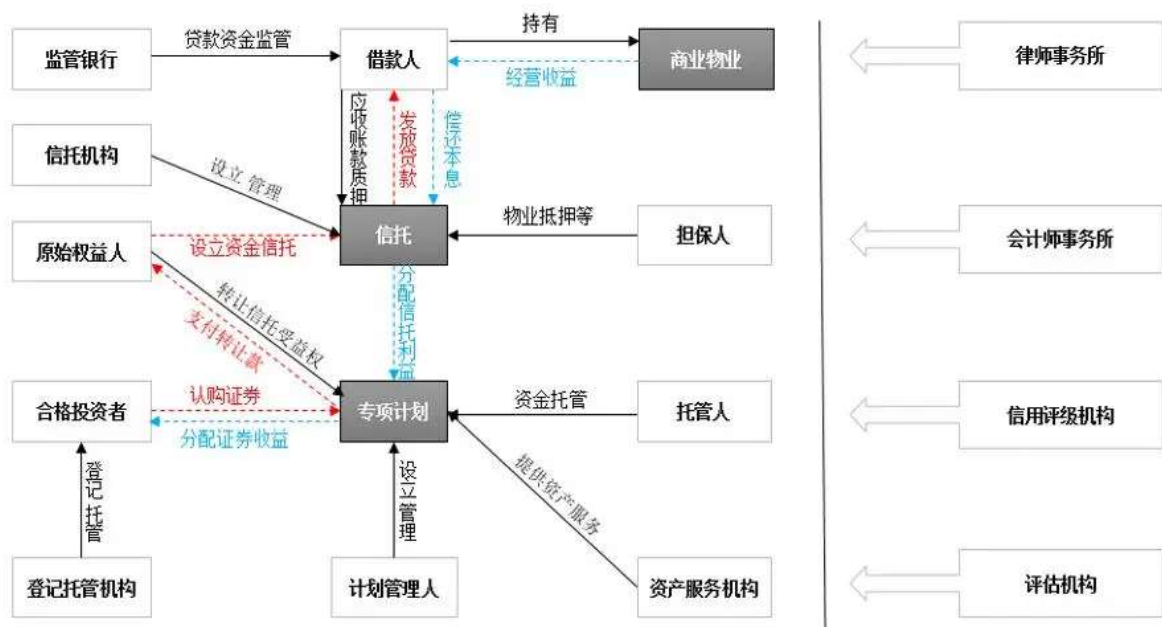 监管银行
贷款资金监管
借款人
持有
经营收益
商业物业
律师事务所
信托机构
设立 管理
应收账款质押
发放贷款
偿还本息
原始权益人
设立资金信托
信托
物业抵押等
担保人
会计师事务所
转让信托受益权
支付转让款
分配信托利益
合格投资者
认购证券
分配证券收益
专项计划
资金托管
托管人
信用评级机构
登记 托管
设立管理
提供资产服务
登记托管机构
计划管理人
资产服务机构
评估机构